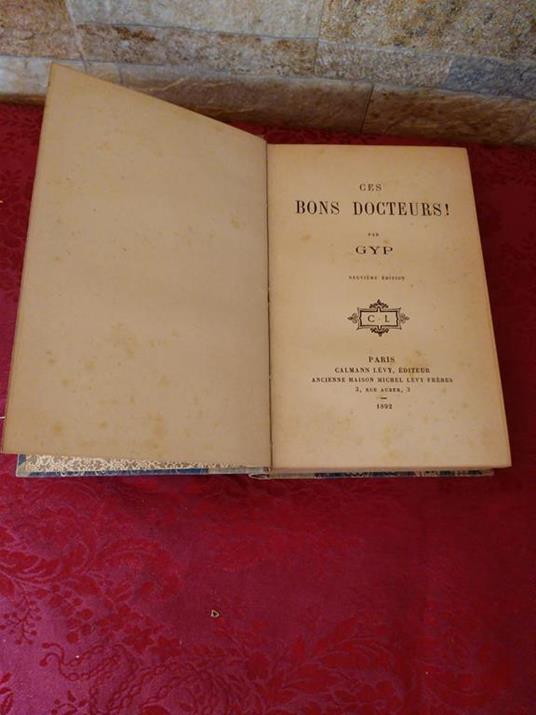 CES
BONS DOCTEURS!
PAR
GYP
NEUVIÈME ÉDITION
C·L
PARIS
CALMANN LÉVY, ÉDITEUR
ANCIENNE MAISON MICHEL LÉVY FRÈRES
3, RUE AUBER, 3
1892